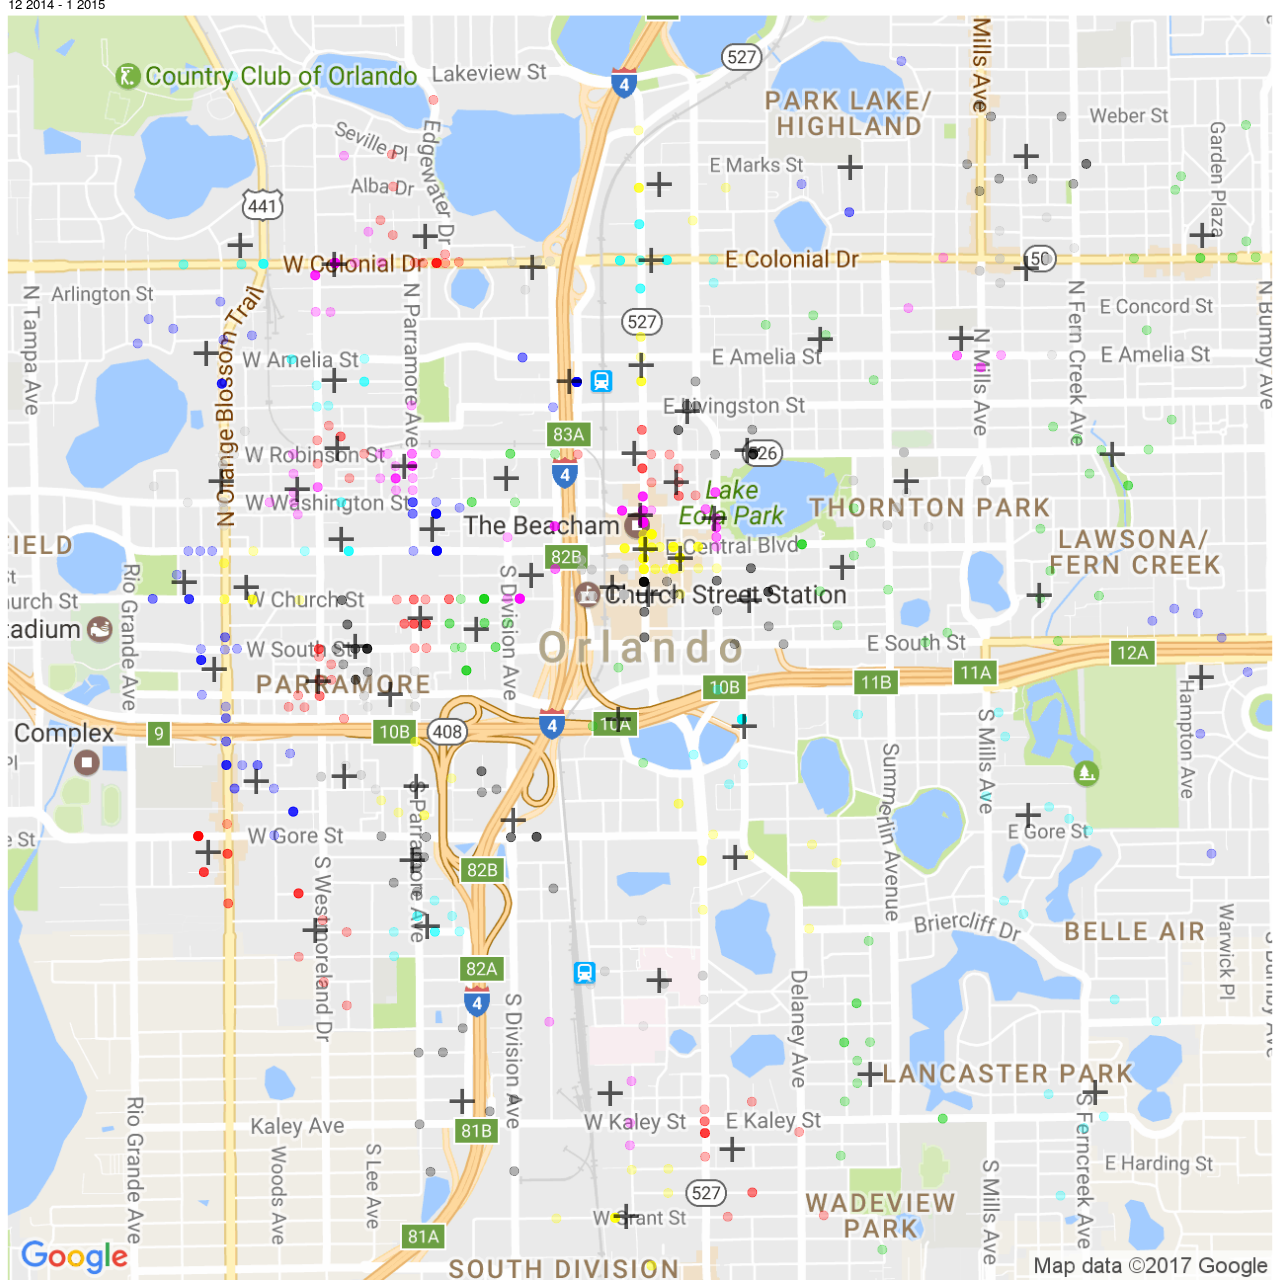 12 2014 - 1 2015
Country Club of Orlando
Lakeview St
4
527
Mills Ave
PARK LAKE/
HIGHLAND
Weber St
Seville Pl
Edgewater Dr
Garden Plaza
E Marks St
Alba Dr
441
W Colonial Dr
E Colonial Dr
50
Arlington St
N Tampa Ave
N Orange Blossom Trail
N Parramore Ave
527
E Concord St
N Fern Creek Ave
N Bumby Ave
N Mills Ave
W Amelia St
E Amelia St
E Amelia St
E Livingston St
83A
W Robinson St
526
4
W Washington St
Lake
Eola Park
THORNTON PARK
The Beacham
E Central Blvd
FIELD
82B
LAWSONA/
FERN CREEK
Rio Grande Ave
S Division Ave
W Church St
Church Street Station
tadium
Orlando
W South St
E South St
12A
11A
PARRAMORE
10B
11B
Hampton Ave
Complex
9
10B
408
4
10A
S Mills Ave
Summerlin Avenue
S Parramore Ave
W Gore St
E Gore St
e St
82B
S Westmoreland Dr
Briercliff Dr
BELLE AIR
Warwick Pl
S Bumby Ave
82A
4
S Division Ave
Delaney Ave
LANCASTER PARK
Rio Grande Ave
Kaley Ave
81B
W Kaley St
E Kaley St
S Ferncreek Ave
Woods Ave
S Lee Ave
E Harding St
S Mills Ave
527
WADEVIEW
PARK
W Grant St
81A
Google
SOUTH DIVISION
Map data ©2017 Google